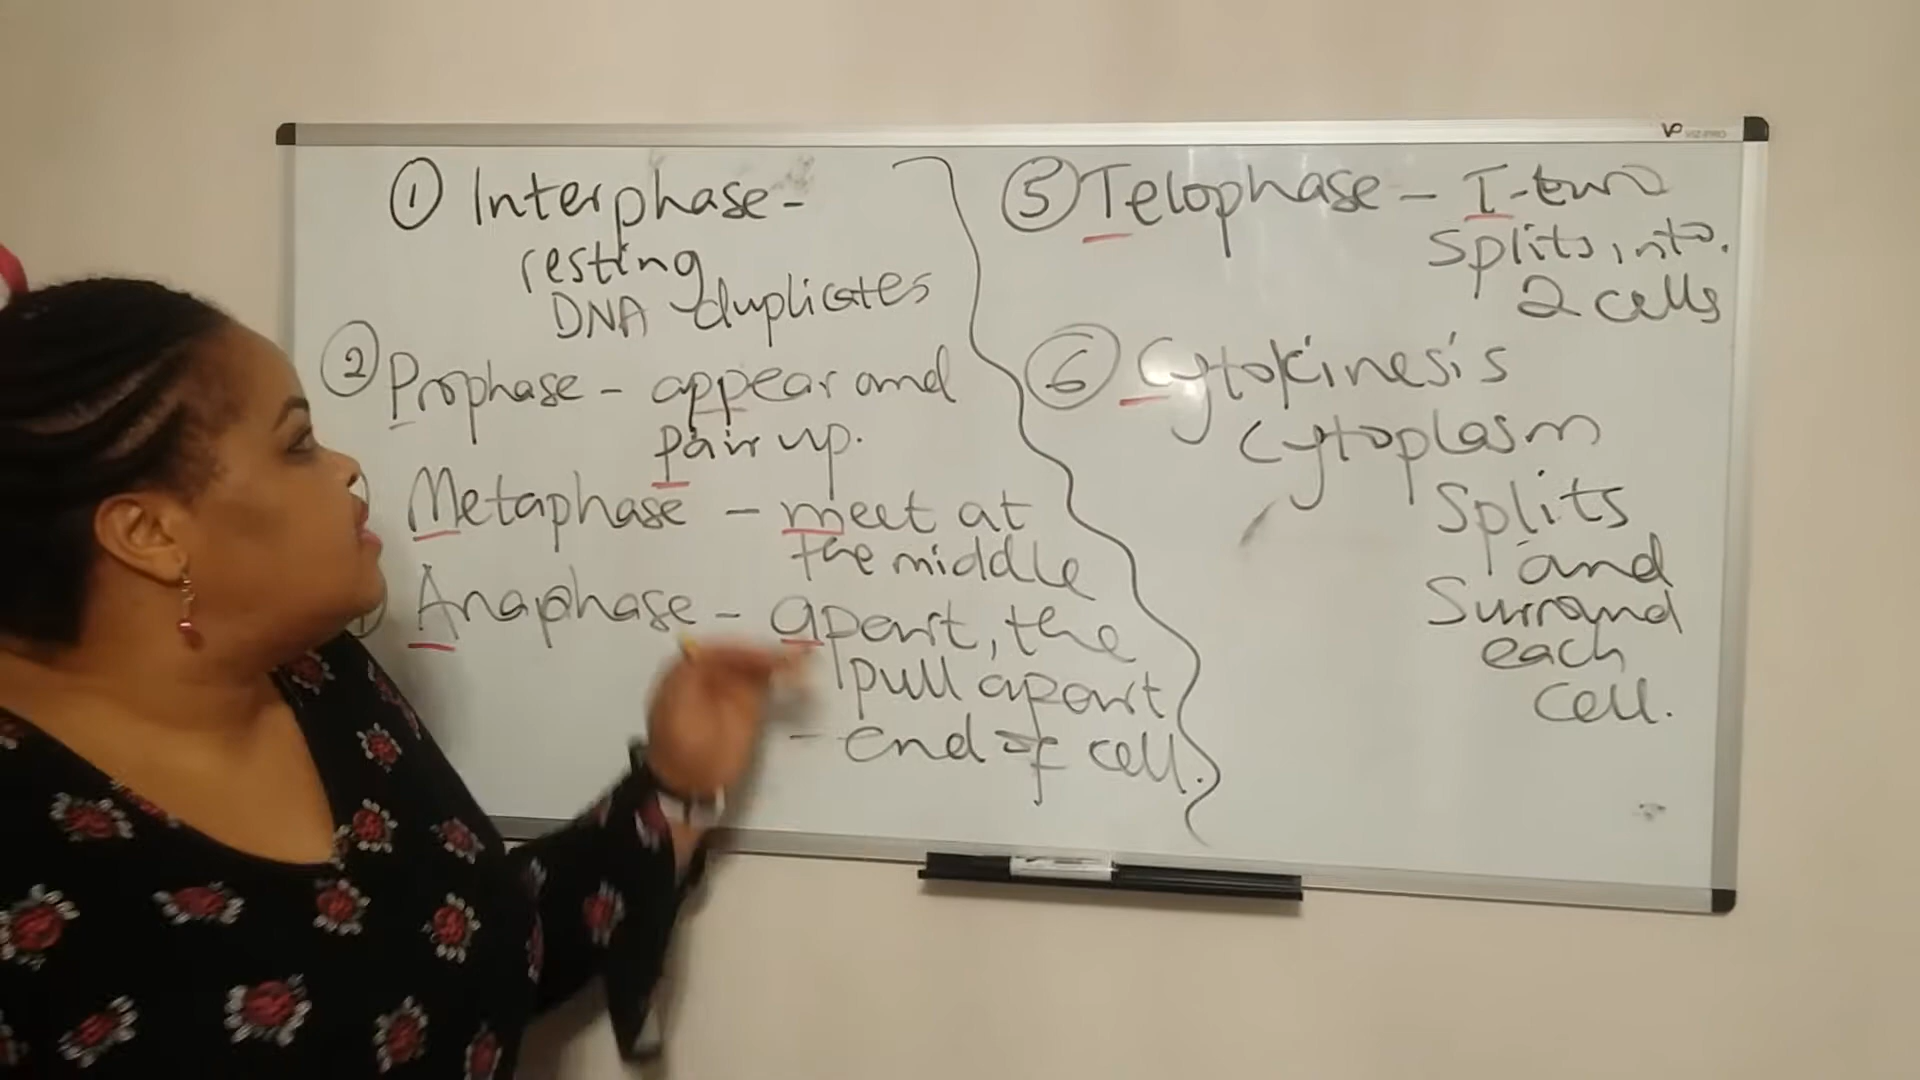 ① Interphase -
resting
DNA duplicates
② Prophase - appear and
pair up.
Metaphase - meet at
the middle
Anaphase - apart, the
pull apart
- end of cell.
⑤ Telophase - T-two
Splits into.
2 cells
⑥ Cytokinesis
Cytoplasm
Splits
and
Surround
each
cell.
VIZ-PRO